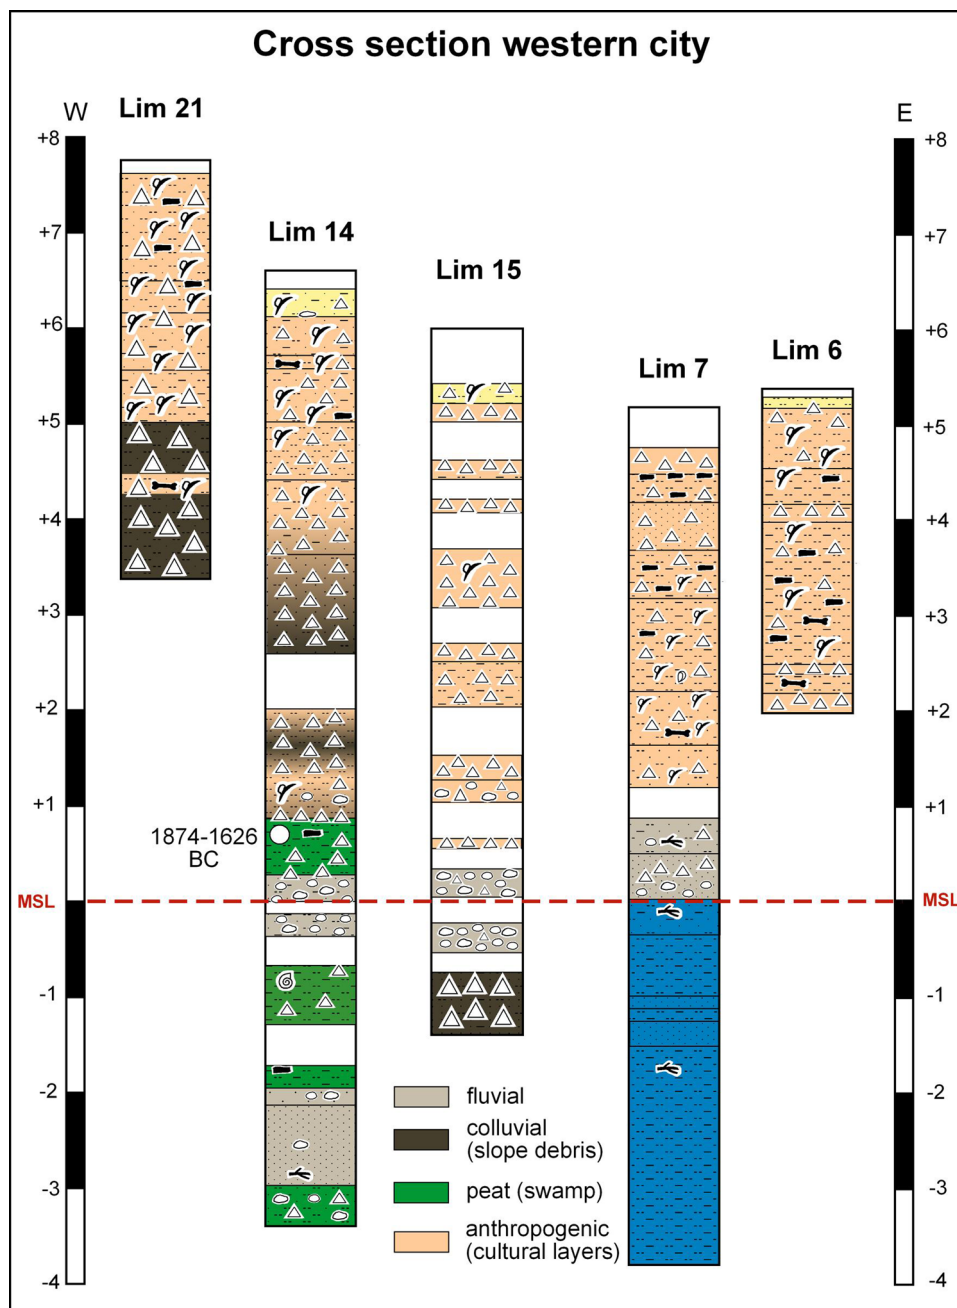 Cross section western city
W
Lim 21
E
+8
+8
Lim 14
+7
+7
Lim 15
+6
+6
Lim 6
Lim 7
+5
+5
+4
+4
+3
+3
+2
+2
+1
+1
1874-1626
BC
MSL
MSL
-1
-1
-2
-2
fluvial
colluvial
(slope debris)
-3
-3
peat (swamp)
anthropogenic
(cultural layers)
-4
-4